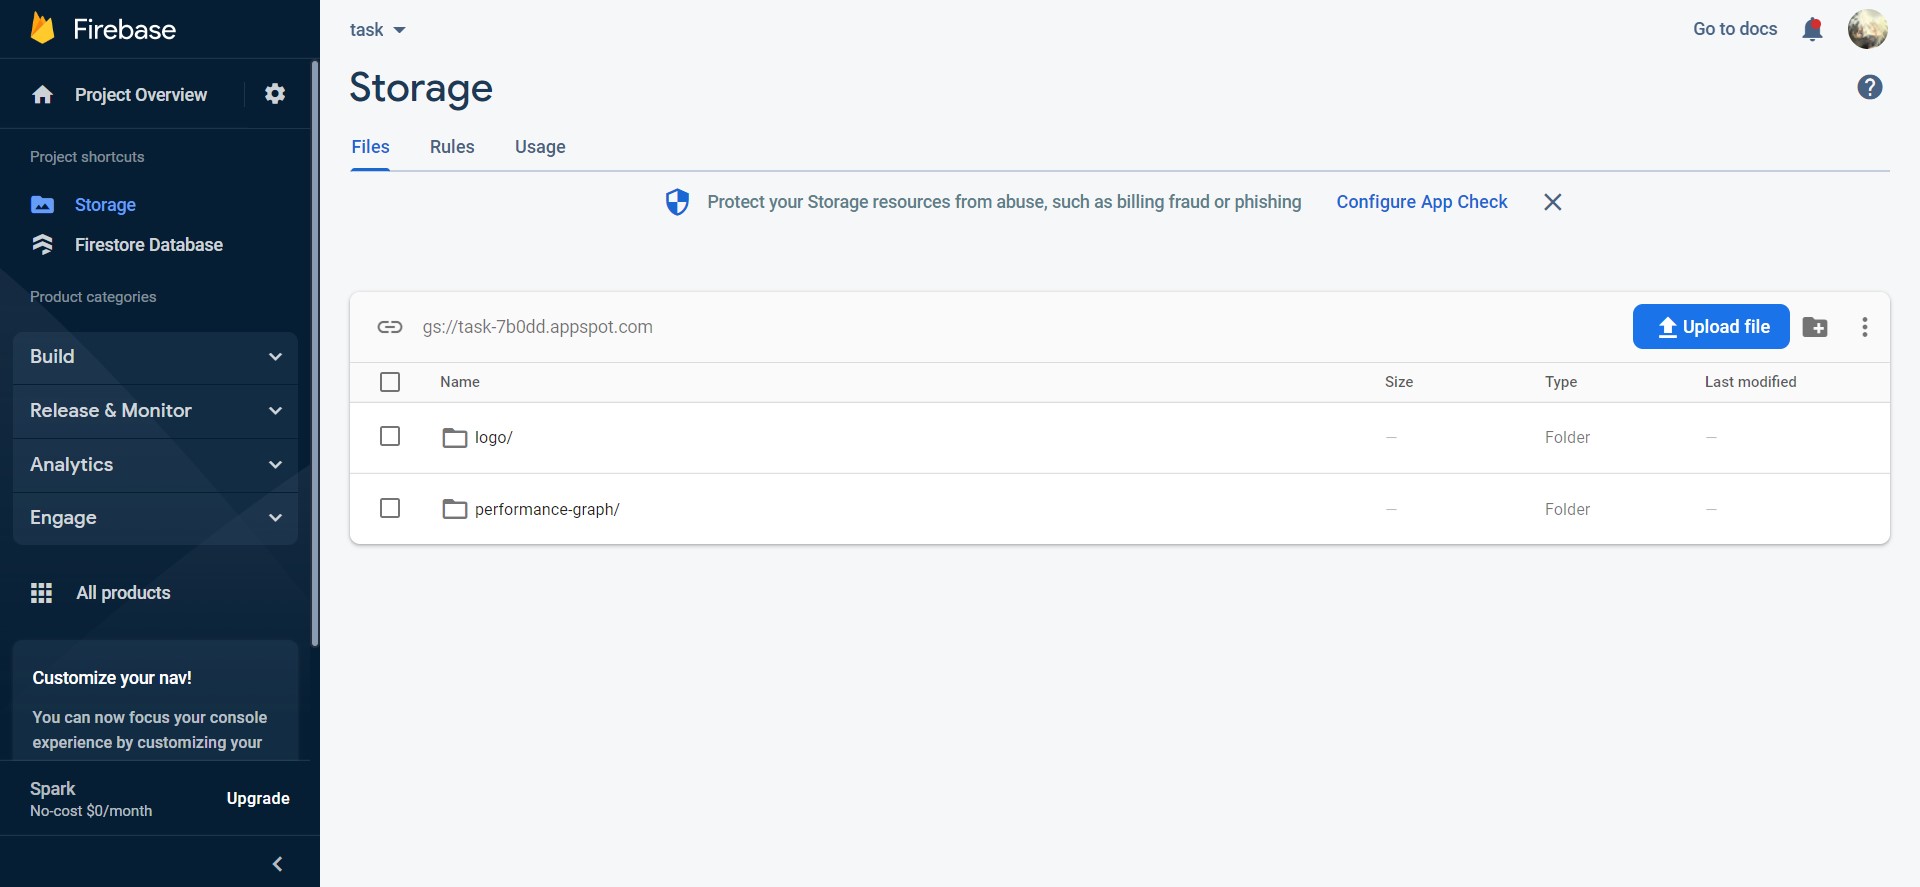 Firebase
Project Overview
Project shortcuts
Storage
Firestore Database
Product categories
Build
Release & Monitor
Analytics
Engage
All products
Customize your nav!
You can now focus your console
experience by customizing your
Spark
No-cost $0/month
Upgrade
task
Go to docs
Storage
Files Rules Usage
Protect your Storage resources from abuse, such as billing fraud or phishing Configure App Check
gs://task-7b0dd.appspot.com
Upload file
Name Size Type Last modified
logo/ — Folder —
performance-graph/ — Folder —